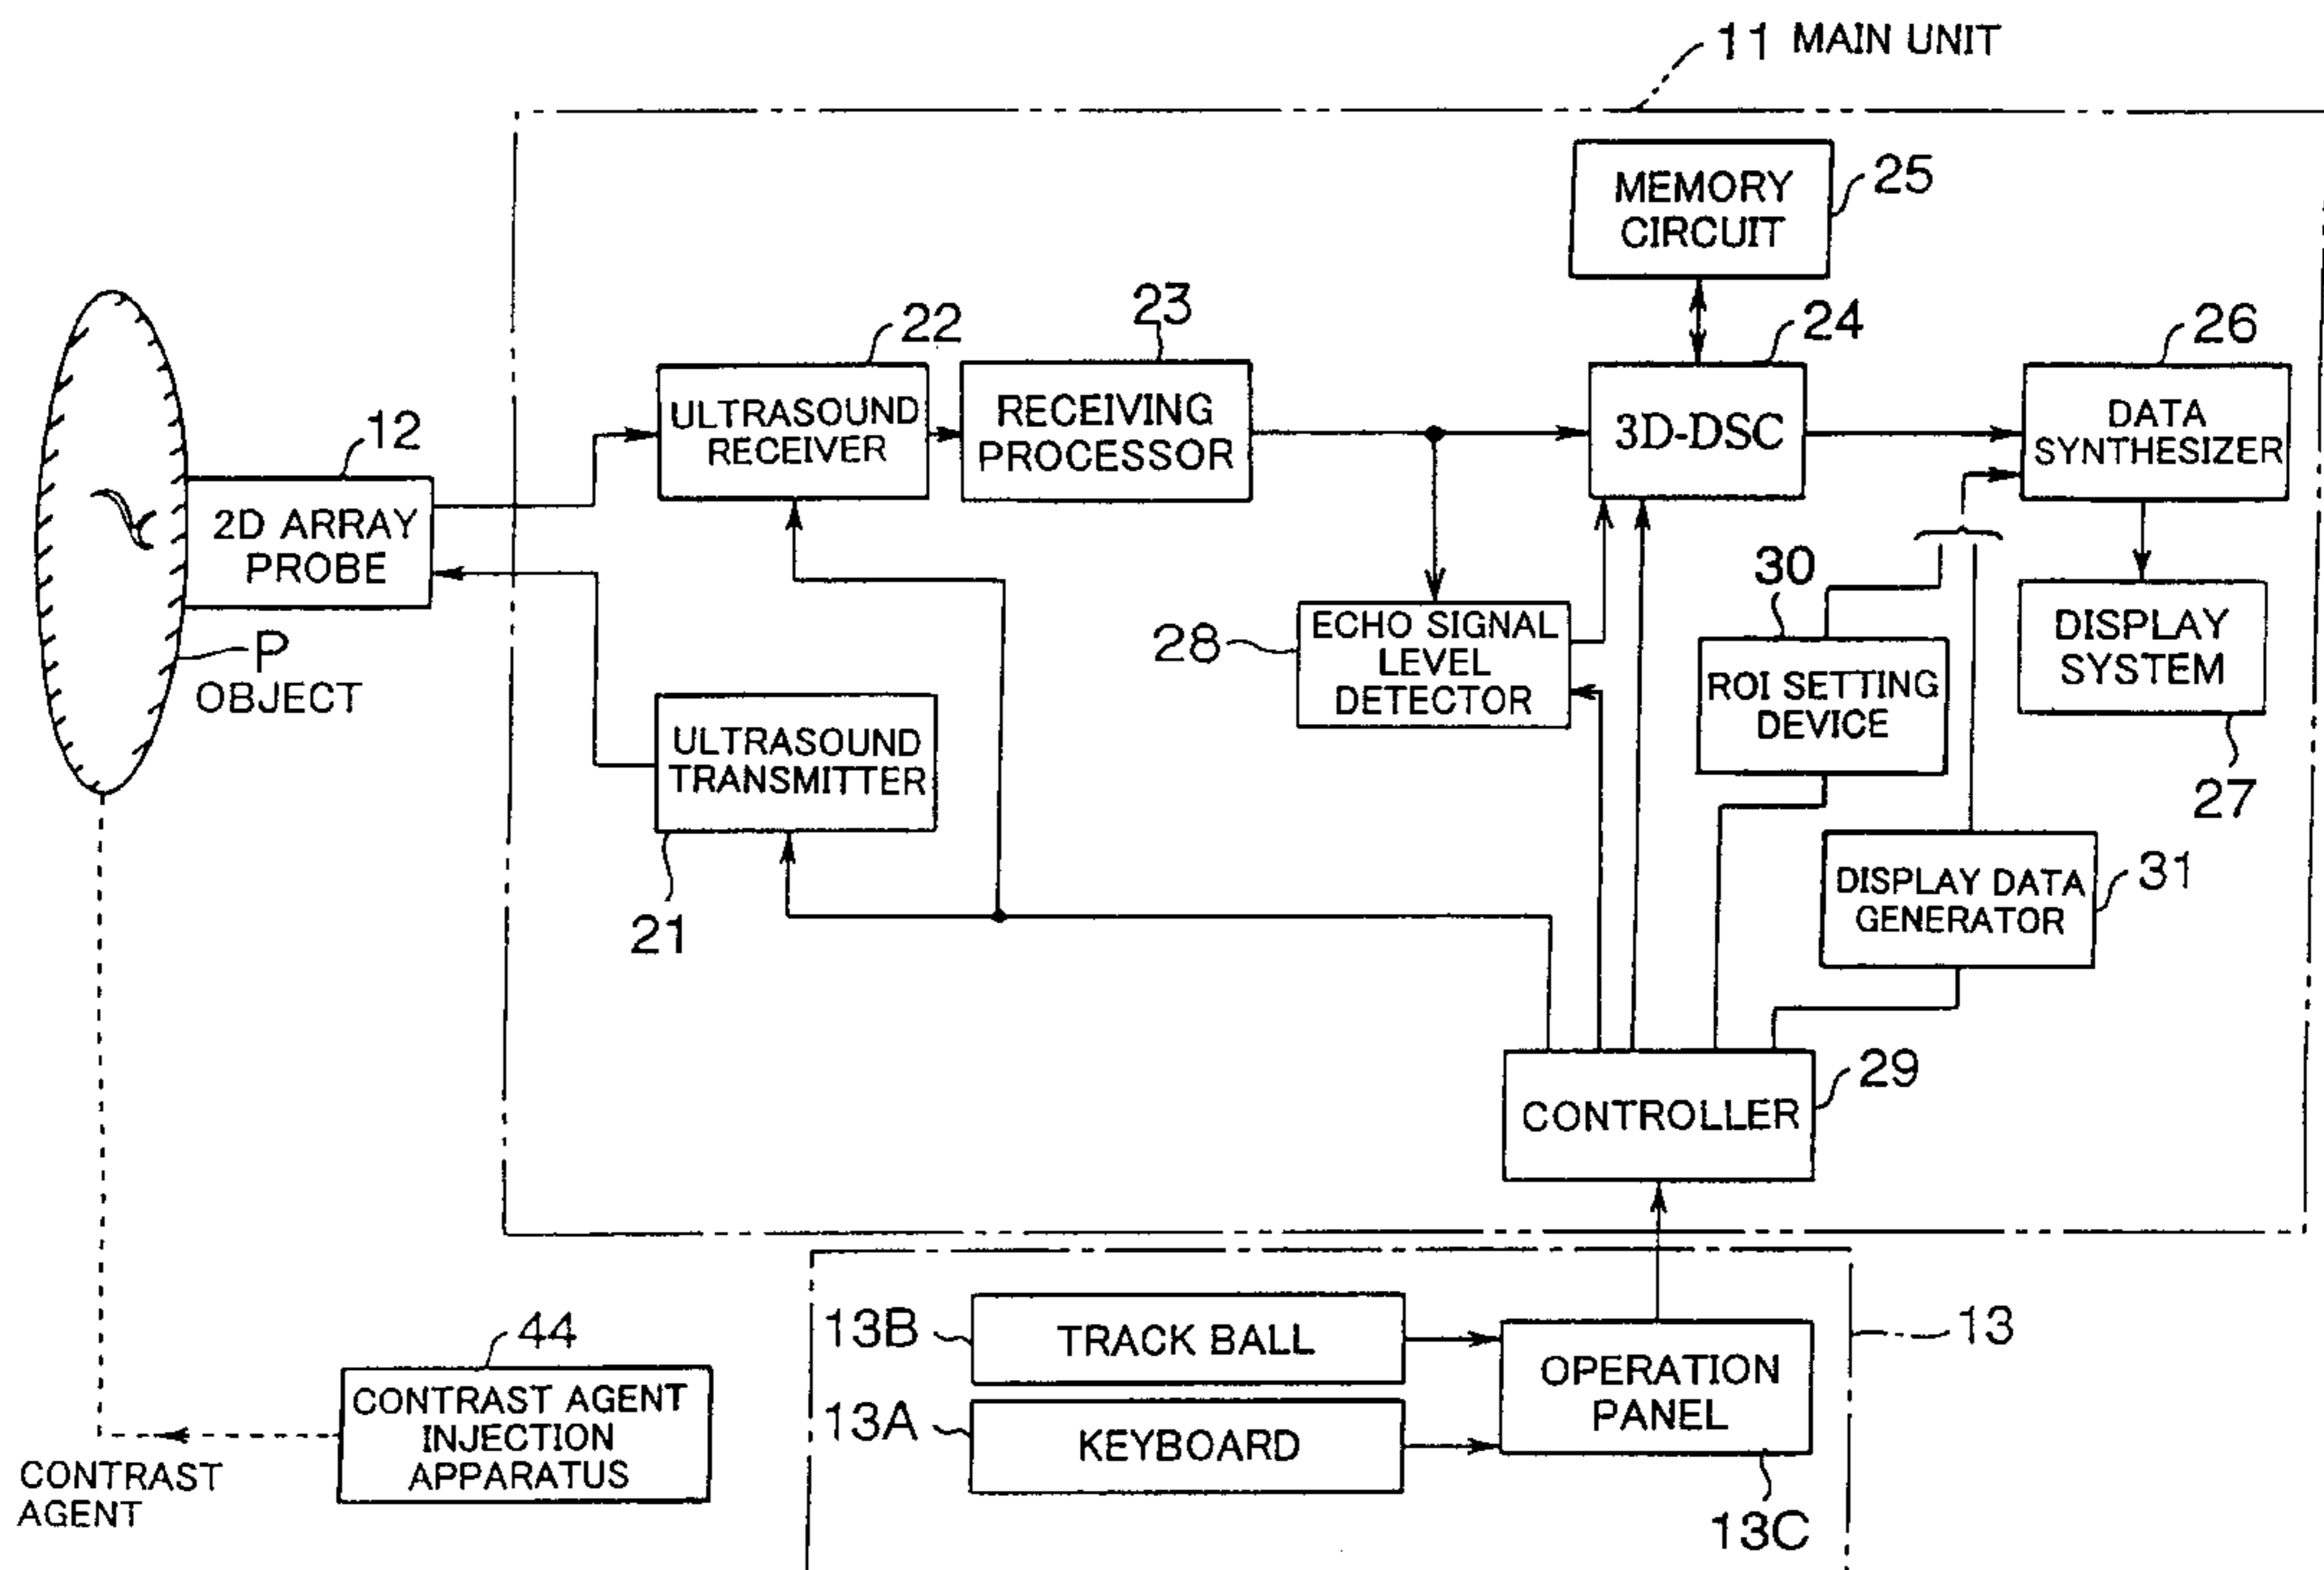 11 MAIN UNIT
MEMORY
CIRCUIT
25
22
23
24
26
ULTRASOUND
RECEIVER
RECEIVING
PROCESSOR
3D-DSC
DATA
SYNTHESIZER
12
2D ARRAY
PROBE
P
OBJECT
28
ECHO SIGNAL
LEVEL
DETECTOR
30
ROI SETTING
DEVICE
DISPLAY
SYSTEM
27
ULTRASOUND
TRANSMITTER
21
DISPLAY DATA
GENERATOR
31
CONTROLLER
29
13B
TRACK BALL
13A
KEYBOARD
OPERATION
PANEL
13C
13
44
CONTRAST AGENT
INJECTION
APPARATUS
CONTRAST
AGENT